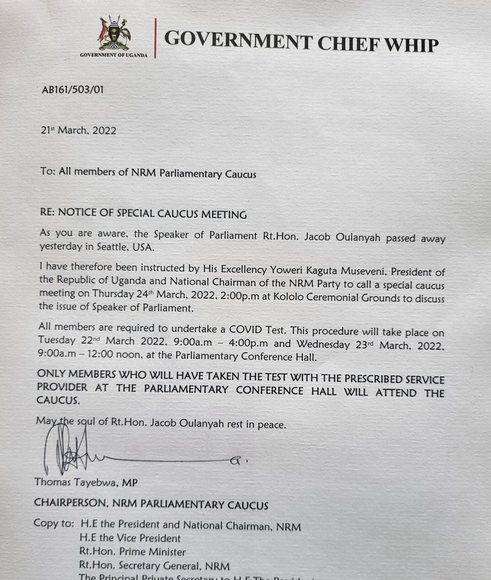 GOVERNMENT OF UGANDA
GOVERNMENT CHIEF WHIP
AB161/503/01
21st March, 2022
To: All members of NRM Parliamentary Caucus
RE: NOTICE OF SPECIAL CAUCUS MEETING
As you are aware, the Speaker of Parliament Rt.Hon. Jacob Oulanyah passed away
yesterday in Seattle, USA.
I have therefore been instructed by His Excellency Yoweri Kaguta Museveni, President of
the Republic of Uganda and National Chairman of the NRM Party to call a special caucus
meeting on Thursday 24th March, 2022, 2:00p.m at Kololo Ceremonial Grounds to discuss
the issue of Speaker of Parliament.
All members are required to undertake a COVID Test. This procedure will take place on
Tuesday 22nd March 2022, 9:00a.m – 4:00p.m and Wednesday 23rd March, 2022,
9:00a.m – 12:00 noon, at the Parliamentary Conference Hall.
ONLY MEMBERS WHO WILL HAVE TAKEN THE TEST WITH THE PRESCRIBED SERVICE
PROVIDER AT THE PARLIAMENTARY CONFERENCE HALL WILL ATTEND THE
CAUCUS.
May the soul of Rt.Hon. Jacob Oulanyah rest in peace.
Thomas Tayebwa, MP
CHAIRPERSON, NRM PARLIAMENTARY CAUCUS
Copy to: H.E the President and National Chairman, NRM
H.E the Vice President
Rt.Hon. Prime Minister
Rt.Hon. Secretary General, NRM
The Principal Private Secretary to H.E The